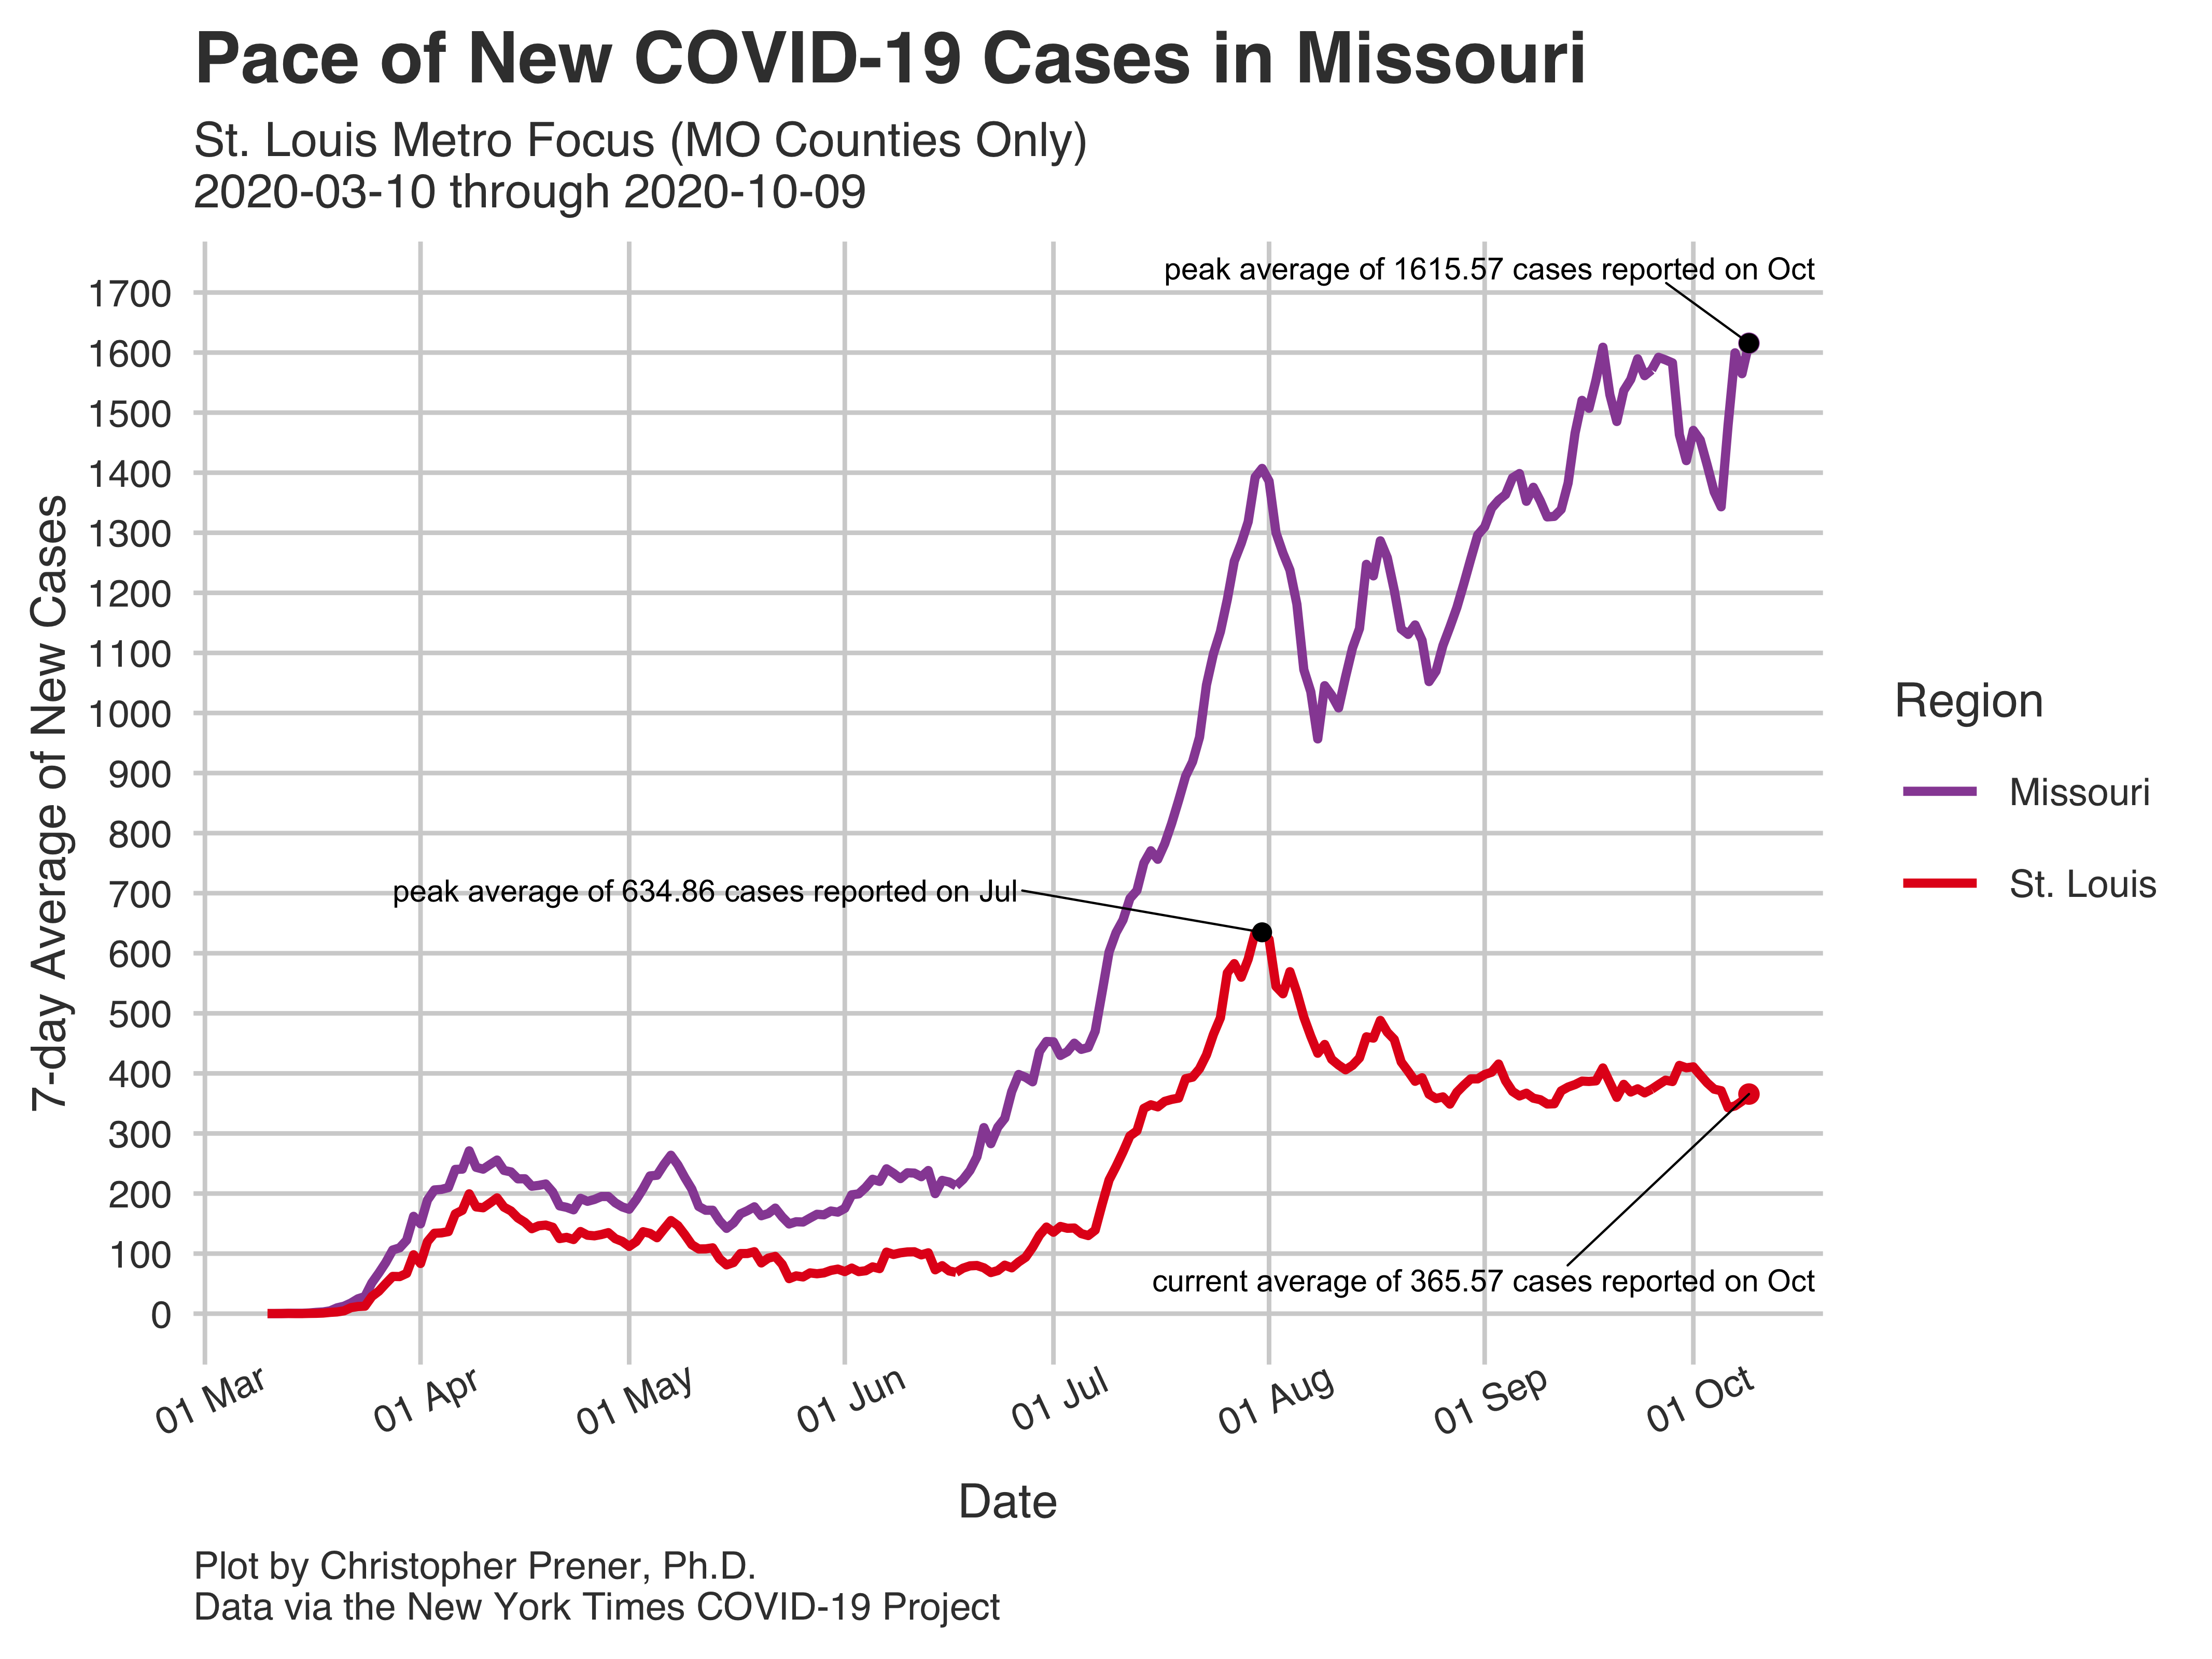 Pace of New COVID-19 Cases in Missouri
St. Louis Metro Focus (MO Counties Only)
2020-03-10 through 2020-10-09
7-day Average of New Cases
1700
1600
1500
1400
1300
1200
1100
1000
900
800
700
600
500
400
300
200
100
0
peak average of 1615.57 cases reported on Oct
peak average of 634.86 cases reported on Jul
current average of 365.57 cases reported on Oct
01 Mar
01 Apr
01 May
01 Jun
01 Jul
01 Aug
01 Sep
01 Oct
Date
Region
Missouri
St. Louis
Plot by Christopher Prener, Ph.D.
Data via the New York Times COVID-19 Project